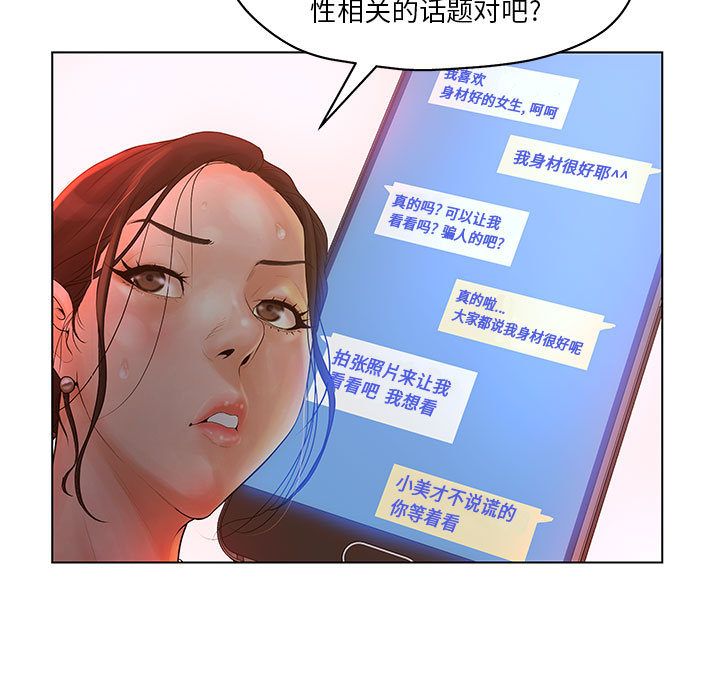 性相关的话题对吧?
我喜欢
身材好的女生, 呵呵
我身材很好耶^^
真的吗? 可以让我
看看吗? 骗人的吧?
真的啦...
大家都说我身材很好呢
拍张照片来让我
看看吧 我想看
小美才不说谎的
你等着看